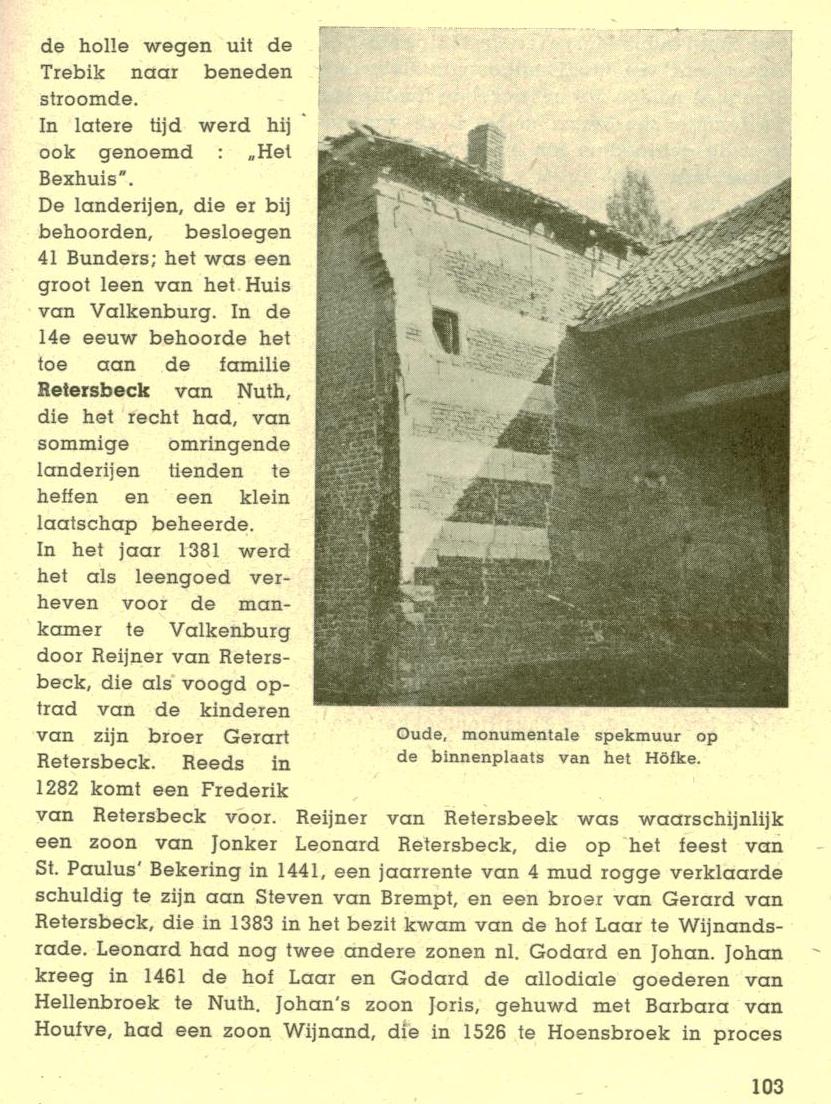 de holle wegen uit de
Trebik naar beneden
stroomde.
In latere tijd werd hij
ook genoemd : „Het
Bexhuis".
De landerijen, die er bij
behoorden, besloegen
41 Bunders; het was een
groot leen van het Huis
van Valkenburg. In de
14e eeuw behoorde het
toe aan de familie
Retersbeck van Nuth,
die het recht had, van
sommige omringende
landerijen tienden te
heffen en een klein
laatschap beheerde.
In het jaar 1381 werd
het als leengoed ver-
heven voor de man-
kamer te Valkenburg
door Reijner van Reters-
beck, die als voogd op-
trad van de kinderen
van zijn broer Gerart
Retersbeck. Reeds in
1282 komt een Frederik
Oude, monumentale spekmuur op
de binnenplaats van het Höfke.
van Retersbeck voor. Reijner van Retersbeek was waarschijnlijk
een zoon van Jonker Leonard Retersbeck, die op het feest van
St. Paulus' Bekering in 1441, een jaarrente van 4 mud rogge verklaarde
schuldig te zijn aan Steven van Brempt, en een broer van Gerard van
Retersbeck, die in 1383 in het bezit kwam van de hof Laar te Wijnands-
rade. Leonard had nog twee andere zonen nl. Godard en Johan. Johan
kreeg in 1461 de hof Laar en Godard de allodiale goederen van
Hellenbroek te Nuth. Johan's zoon Joris, gehuwd met Barbara van
Houfve, had een zoon Wijnand, die in 1526 te Hoensbroek in proces
103